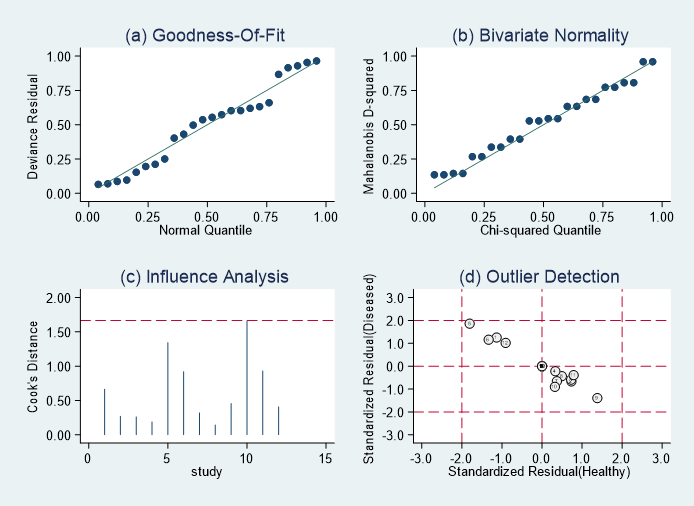 (a) Goodness-Of-Fit
Deviance Residual
1.00
0.75
0.50
0.25
0.00
0.00 0.25 0.50 0.75 1.00
Normal Quantile
(b) Bivariate Normality
Mahalanobis D-squared
1.00
0.75
0.50
0.25
0.00
0.00 0.25 0.50 0.75 1.00
Chi-squared Quantile
(c) Influence Analysis
Cook's Distance
2.00
1.50
1.00
0.50
0.00
0 5 10 15
study
(d) Outlier Detection
Standardized Residual(Diseased)
3.0
2.0
1.0
0.0
-1.0
-2.0
-3.0
-3.0 -2.0 -1.0 0.0 1.0 2.0 3.0
Standardized Residual(Healthy)